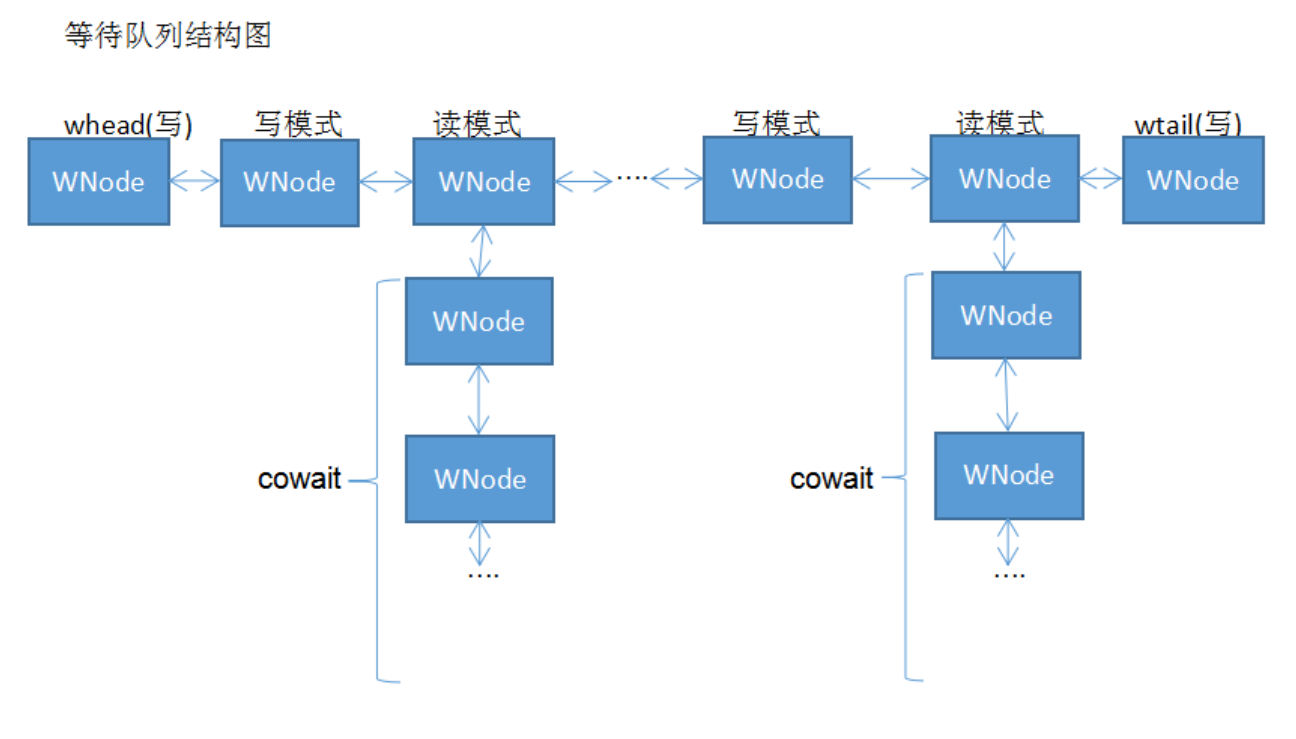 等待队列结构图
whead(写) 写模式 读模式 写模式 读模式 wtail(写)
WNode WNode WNode .... WNode WNode WNode
WNode WNode
cowait WNode cowait WNode
.... ....